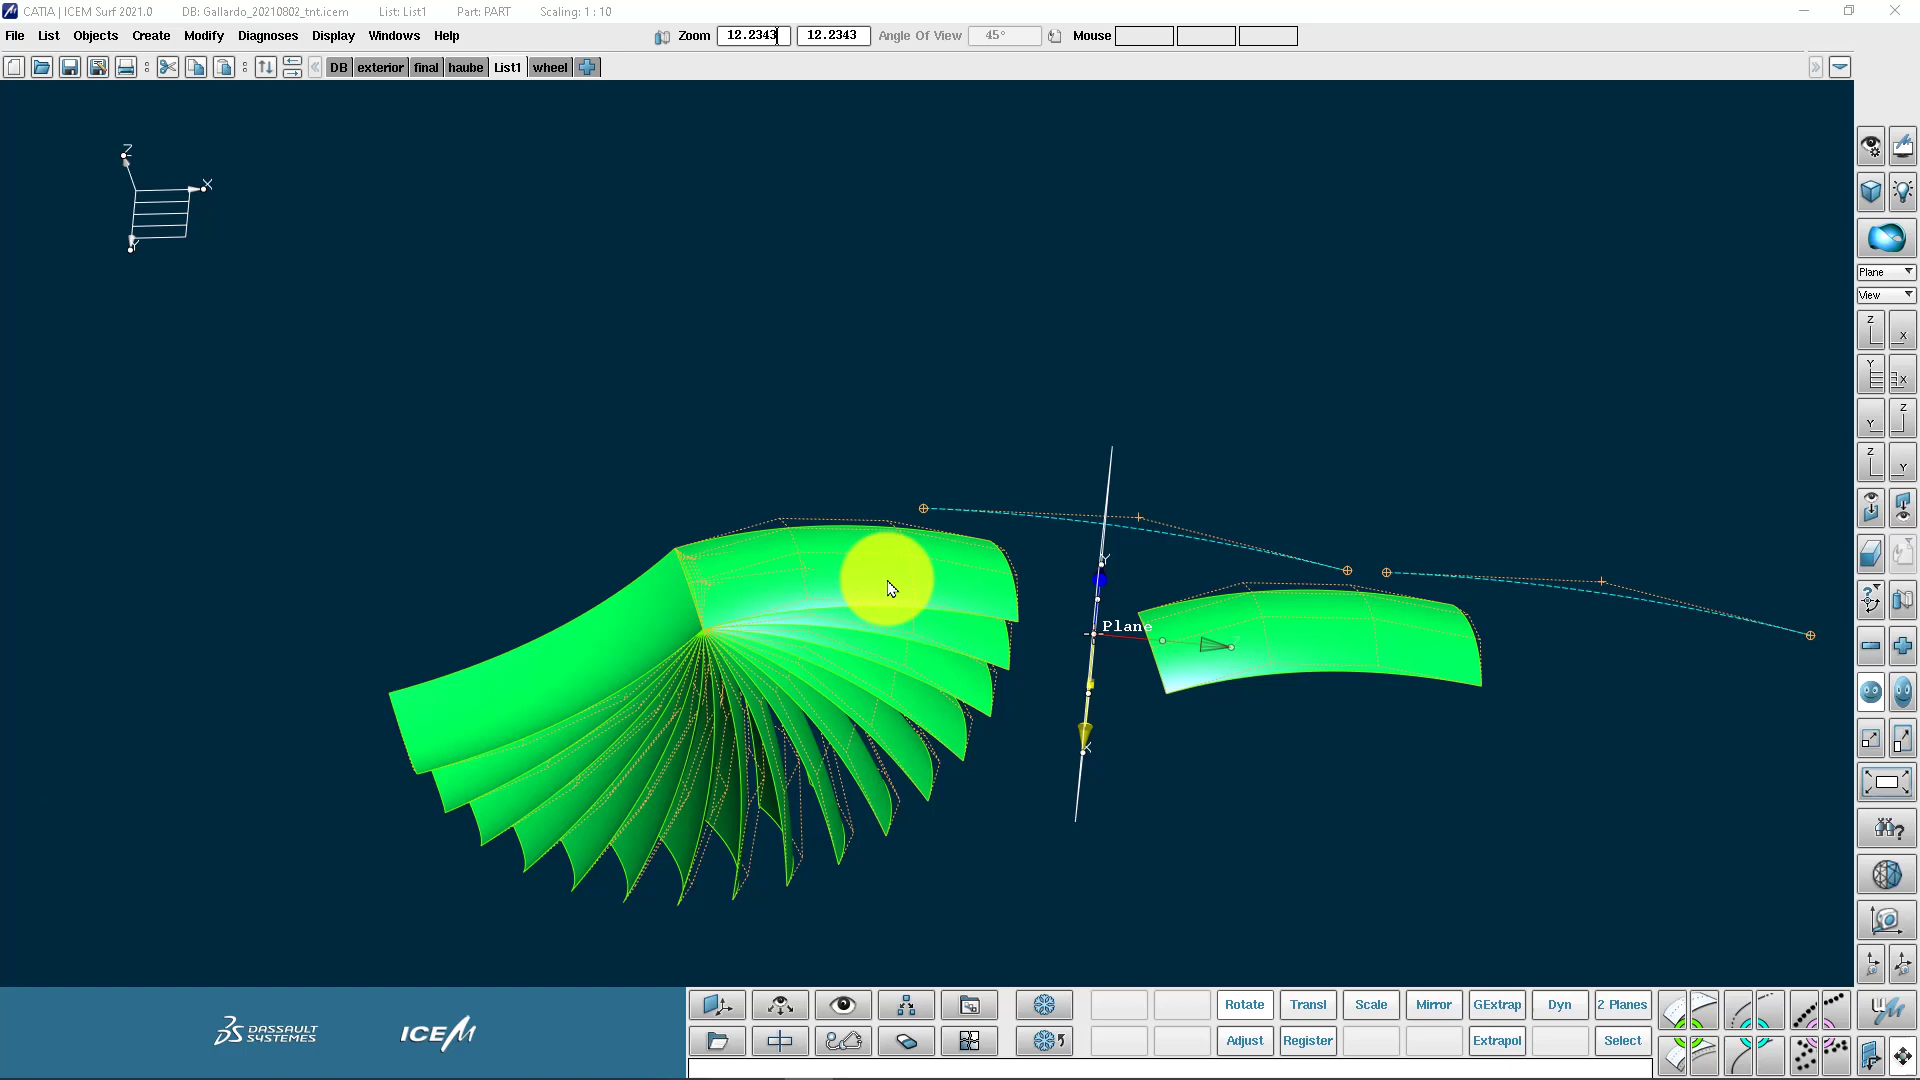 CATIA | ICEM Surf 2021.0 DB: Gallardo_20210802_tnt.icem List: List1 Part: PART Scaling: 1 : 10
File List Objects Create Modify Diagnoses Display Windows Help Zoom 12.2343 12.2343 Angle Of View 45° Mouse
DB exterior final haube List1 wheel
Z
X
Y
Plane
View
Z X
Y X
Y Z
Z Y
Y
Plane
X
Rotate Transl Scale Mirror GExtrap Dyn 2 Planes
Adjust Register Extrapol Select
3S DASSAULT SYSTEMES ICEM